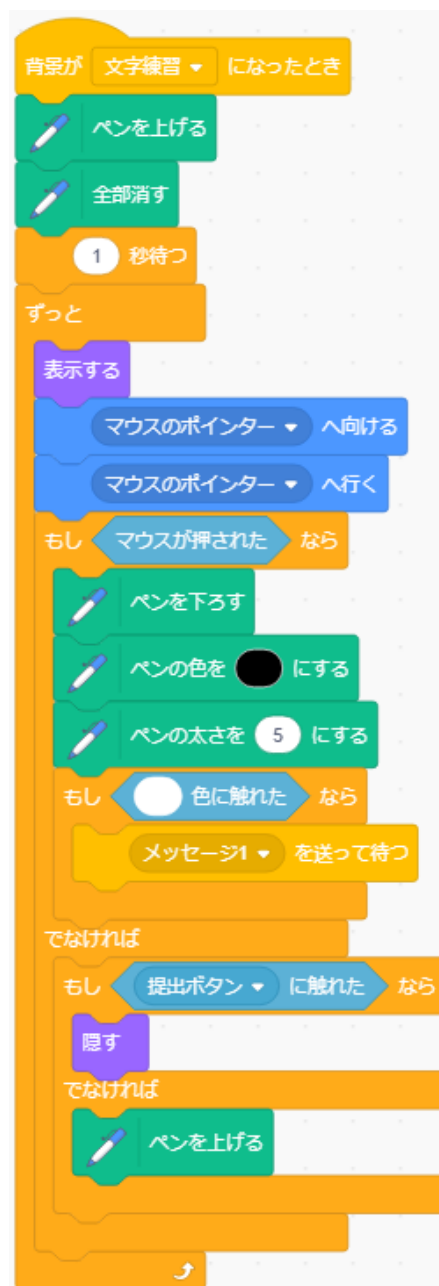 背景が 文字練習 になったとき
ペンを上げる
全部消す
1 秒待つ
ずっと
表示する
マウスのポインター へ向ける
マウスのポインター へ行く
もし マウスが押された なら
ペンを下ろす
ペンの色を にする
ペンの太さを 5 にする
もし 色に触れた なら
メッセージ1 を送って待つ
でなければ
もし 提出ボタン に触れた なら
隠す
でなければ
ペンを上げる